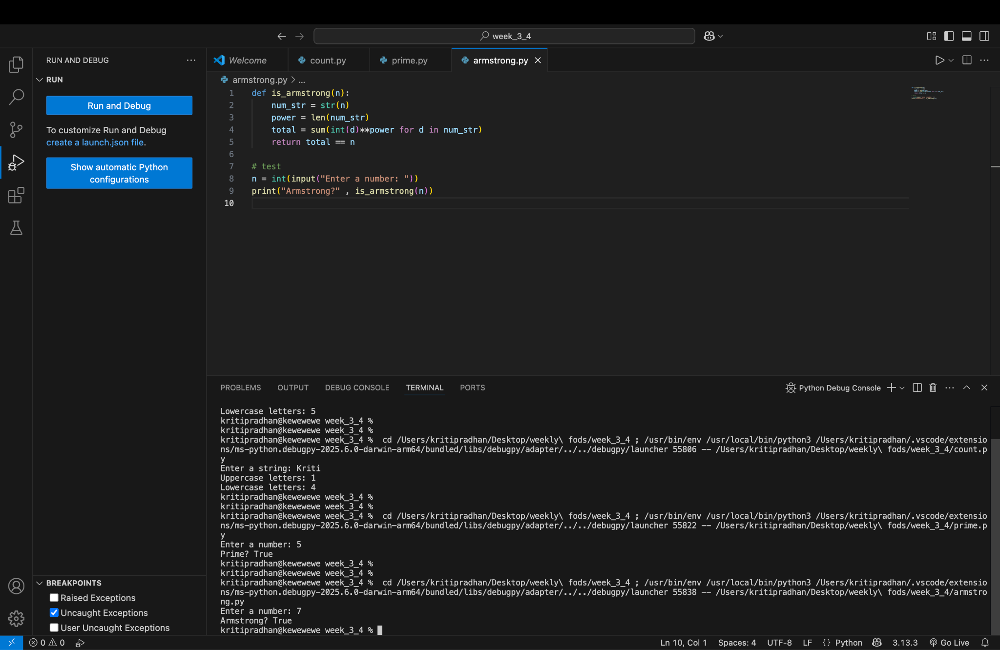 week_3_4
RUN AND DEBUG
Welcome
count.py
prime.py
armstrong.py
RUN
armstrong.py > ...
Run and Debug
To customize Run and Debug
create a launch.json file.
Show automatic Python
configurations
1 def is_armstrong(n):
2     num_str = str(n)
3     power = len(num_str)
4     total = sum(int(d)**power for d in num_str)
5     return total == n
6
7 # test
8 n = int(input("Enter a number: "))
9 print("Armstrong?" , is_armstrong(n))
10
PROBLEMS OUTPUT DEBUG CONSOLE TERMINAL PORTS
Python Debug Console
Lowercase letters: 5
kritipradhan@kewewewe week_3_4 %
kritipradhan@kewewewe week_3_4 %
kritipradhan@kewewewe week_3_4 %  cd /Users/kritipradhan/Desktop/weekly\ fods/week_3_4 ; /usr/bin/env /usr/local/bin/python3 /Users/kritipradhan/.vscode/extensio
ns/ms-python.debugpy-2025.6.0-darwin-arm64/bundled/libs/debugpy/adapter/../../debugpy/launcher 55806 -- /Users/kritipradhan/Desktop/weekly\ fods/week_3_4/count.p
y
Enter a string: Kriti
Uppercase letters: 1
Lowercase letters: 4
kritipradhan@kewewewe week_3_4 %
kritipradhan@kewewewe week_3_4 %
kritipradhan@kewewewe week_3_4 %  cd /Users/kritipradhan/Desktop/weekly\ fods/week_3_4 ; /usr/bin/env /usr/local/bin/python3 /Users/kritipradhan/.vscode/extensio
ns/ms-python.debugpy-2025.6.0-darwin-arm64/bundled/libs/debugpy/adapter/../../debugpy/launcher 55822 -- /Users/kritipradhan/Desktop/weekly\ fods/week_3_4/prime.p
y
Enter a number: 5
Prime? True
kritipradhan@kewewewe week_3_4 %
kritipradhan@kewewewe week_3_4 %
kritipradhan@kewewewe week_3_4 %  cd /Users/kritipradhan/Desktop/weekly\ fods/week_3_4 ; /usr/bin/env /usr/local/bin/python3 /Users/kritipradhan/.vscode/extensio
ns/ms-python.debugpy-2025.6.0-darwin-arm64/bundled/libs/debugpy/adapter/../../debugpy/launcher 55838 -- /Users/kritipradhan/Desktop/weekly\ fods/week_3_4/armstro
ng.py
Enter a number: 7
Armstrong? True
kritipradhan@kewewewe week_3_4 %
BREAKPOINTS
Raised Exceptions
Uncaught Exceptions
User Uncaught Exceptions
0 0
Ln 10, Col 1 Spaces: 4 UTF-8 LF {} Python 3.13.3 Go Live